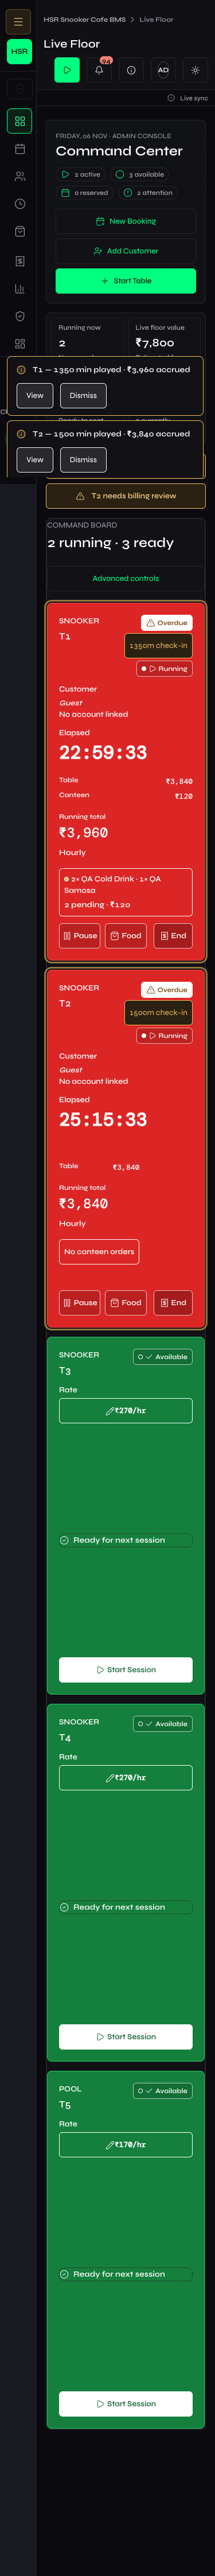 HSR Snooker Cafe BMS > Live Floor
HSR
Live Floor
94
AD
Live sync
FRIDAY, 06 NOV · ADMIN CONSOLE
Command Center
2 active
3 available
0 reserved
2 attention
New Booking
Add Customer
Start Table
Running now
Live floor value
2
₹7,800
T1 — 1350 min played · ₹3,960 accrued
View
Dismiss
T2 — 1500 min played · ₹3,840 accrued
View
Dismiss
T2 needs billing review
COMMAND BOARD
2 running · 3 ready
Advanced controls
SNOOKER
Overdue
T1
1350m check-in
Running
Customer
Guest
No account linked
Elapsed
22:59:33
Table ₹3,840
Canteen ₹120
Running total
₹3,960
Hourly
2× QA Cold Drink · 1× QA
Samosa
2 pending · ₹120
Pause
Food
End
SNOOKER
Overdue
T2
1500m check-in
Running
Customer
Guest
No account linked
Elapsed
25:15:33
Table ₹3,840
Running total
₹3,840
Hourly
No canteen orders
Pause
Food
End
SNOOKER
Available
T3
Rate
₹270/hr
Ready for next session
Start Session
SNOOKER
Available
T4
Rate
₹270/hr
Ready for next session
Start Session
POOL
Available
T5
Rate
₹170/hr
Ready for next session
Start Session